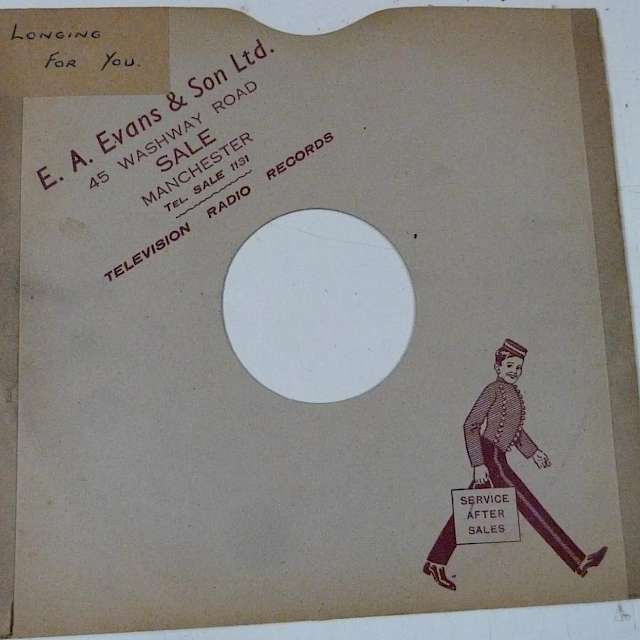 LONGING
FOR YOU.
E. A. Evans & Son Ltd.
45 WASHWAY ROAD
SALE
MANCHESTER
TEL. SALE 1131
TELEVISION RADIO RECORDS
SERVICE
AFTER
SALES